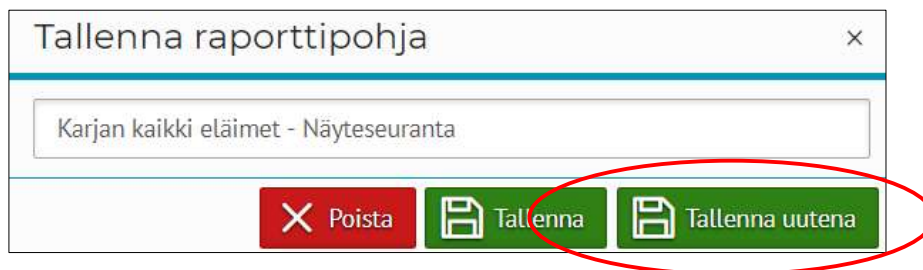 Tallenna raporttipohja ×
Karjan kaikki eläimet - Näyteseuranta
Poista Tallenna Tallenna uutena